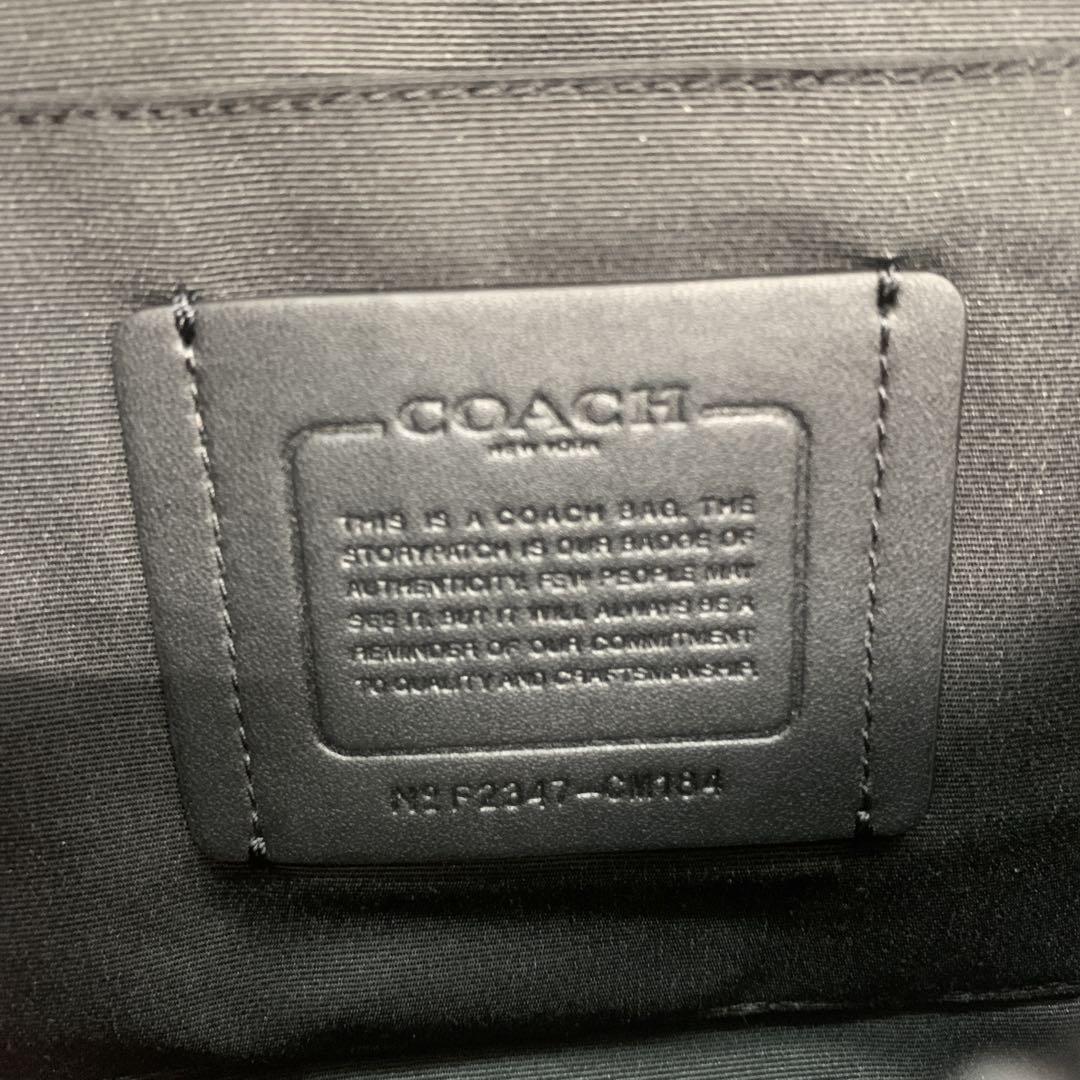 COACH
NEW YORK
THIS IS A COACH BAG. THE
STORYPATCH IS OUR BADGE OF
AUTHENTICITY. FEW PEOPLE MAY
SEE IT, BUT IT WILL ALWAYS BE A
REMINDER OF OUR COMMITMENT
TO QUALITY AND CRAFTSMANSHIP.
Nº F2347-CM184